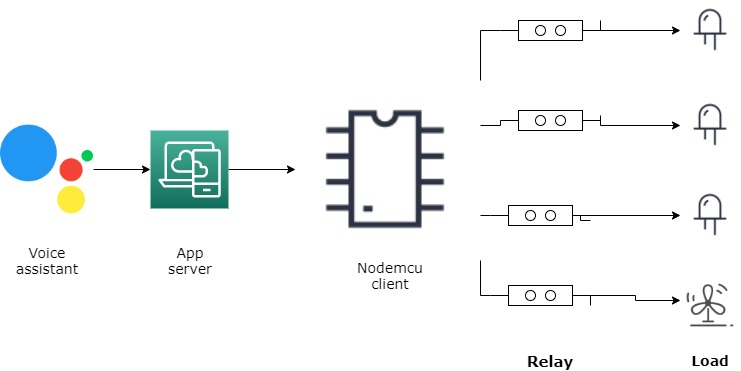 Voice
assistant
App
server
Nodemcu
client
Relay
Load